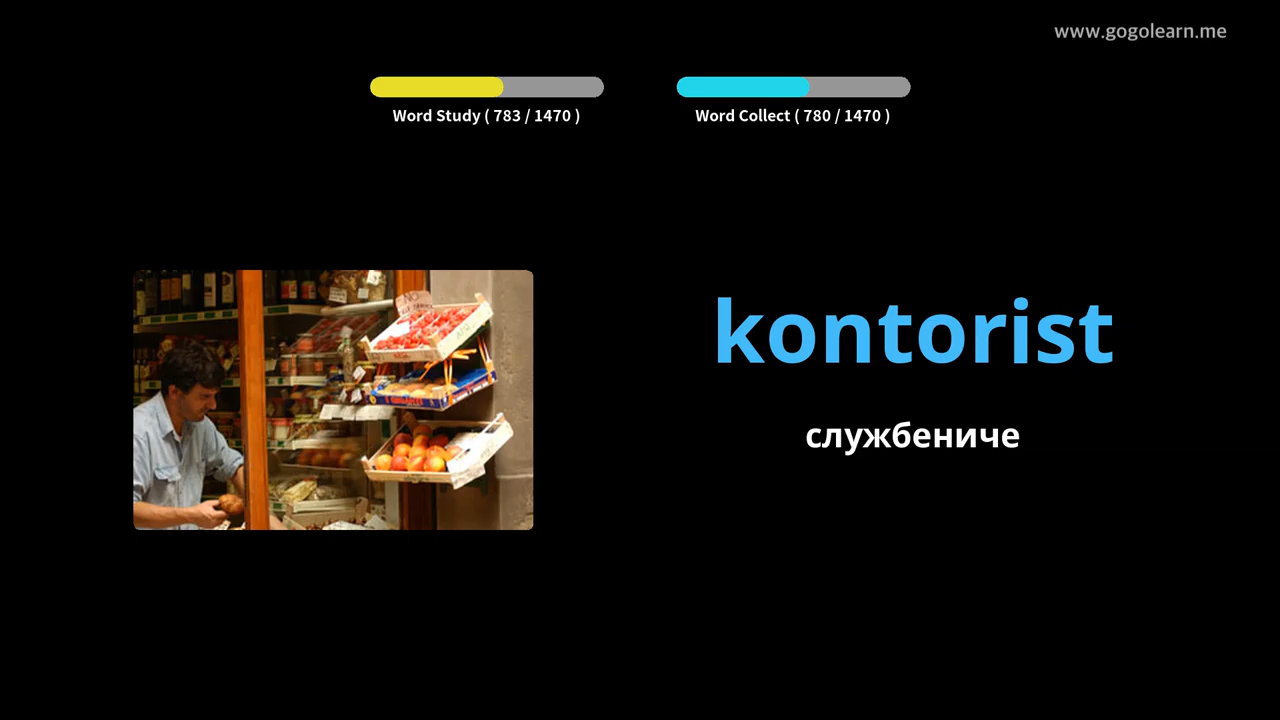 www.gogolearn.me
Word Study ( 783 / 1470 )
Word Collect ( 780 / 1470 )
kontorist
службениче